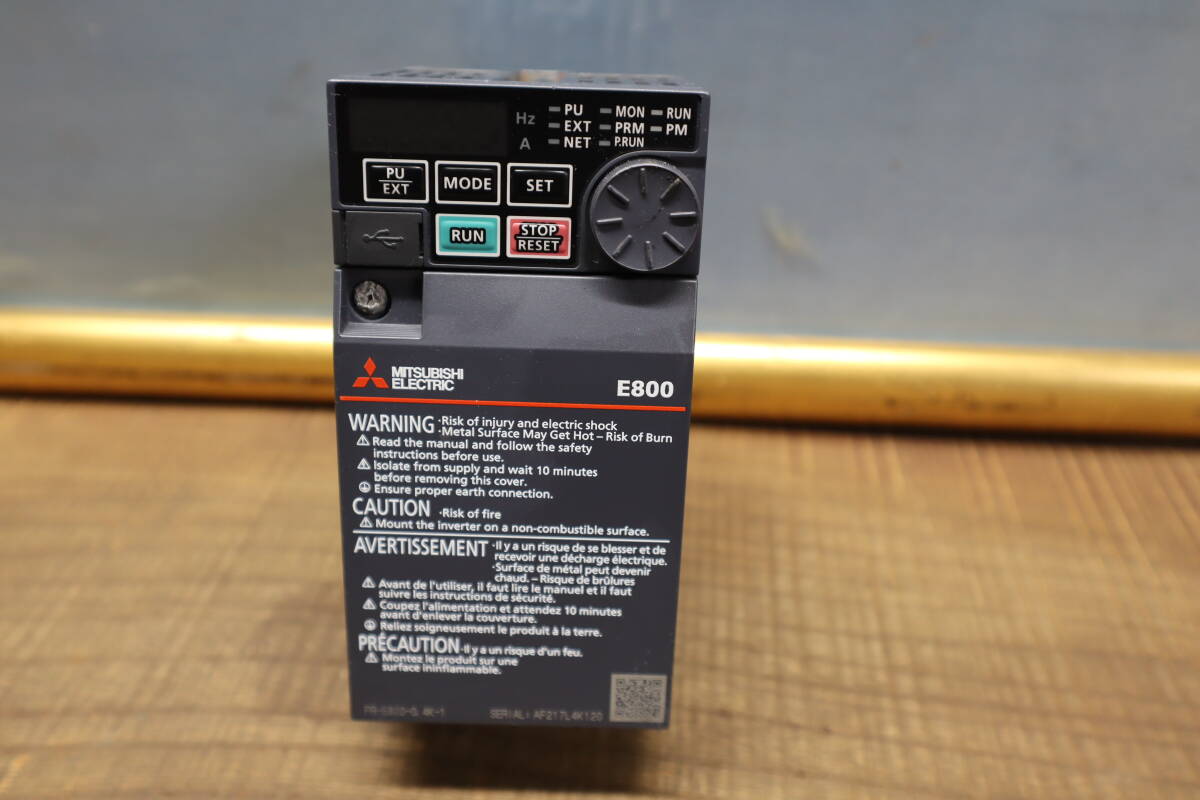 Hz
A
PU
EXT
NET
MON
PRM
P.RUN
RUN
PM
PU
EXT
MODE
SET
RUN
STOP
RESET
MITSUBISHI
ELECTRIC
E800
WARNING ·Risk of injury and electric shock
·Metal Surface May Get Hot – Risk of Burn
Read the manual and follow the safety
instructions before use.
Isolate from supply and wait 10 minutes
before removing this cover.
Ensure proper earth connection.
CAUTION ·Risk of fire
Mount the inverter on a non-combustible surface.
AVERTISSEMENT ·Il y a un risque de se blesser et de
recevoir une décharge électrique.
·Surface de métal peut devenir
chaud. – Risque de brûlures
Avant de l'utiliser, il faut lire le manuel et il faut
suivre les instructions de sécurité.
Coupez l'alimentation et attendez 10 minutes
avant d'enlever la couverture.
Reliez soigneusement le produit à la terre.
PRÉCAUTION ·Il y a un risque d'un feu.
Montez le produit sur une
surface ininflammable.
SERIAL: AF217L4K120